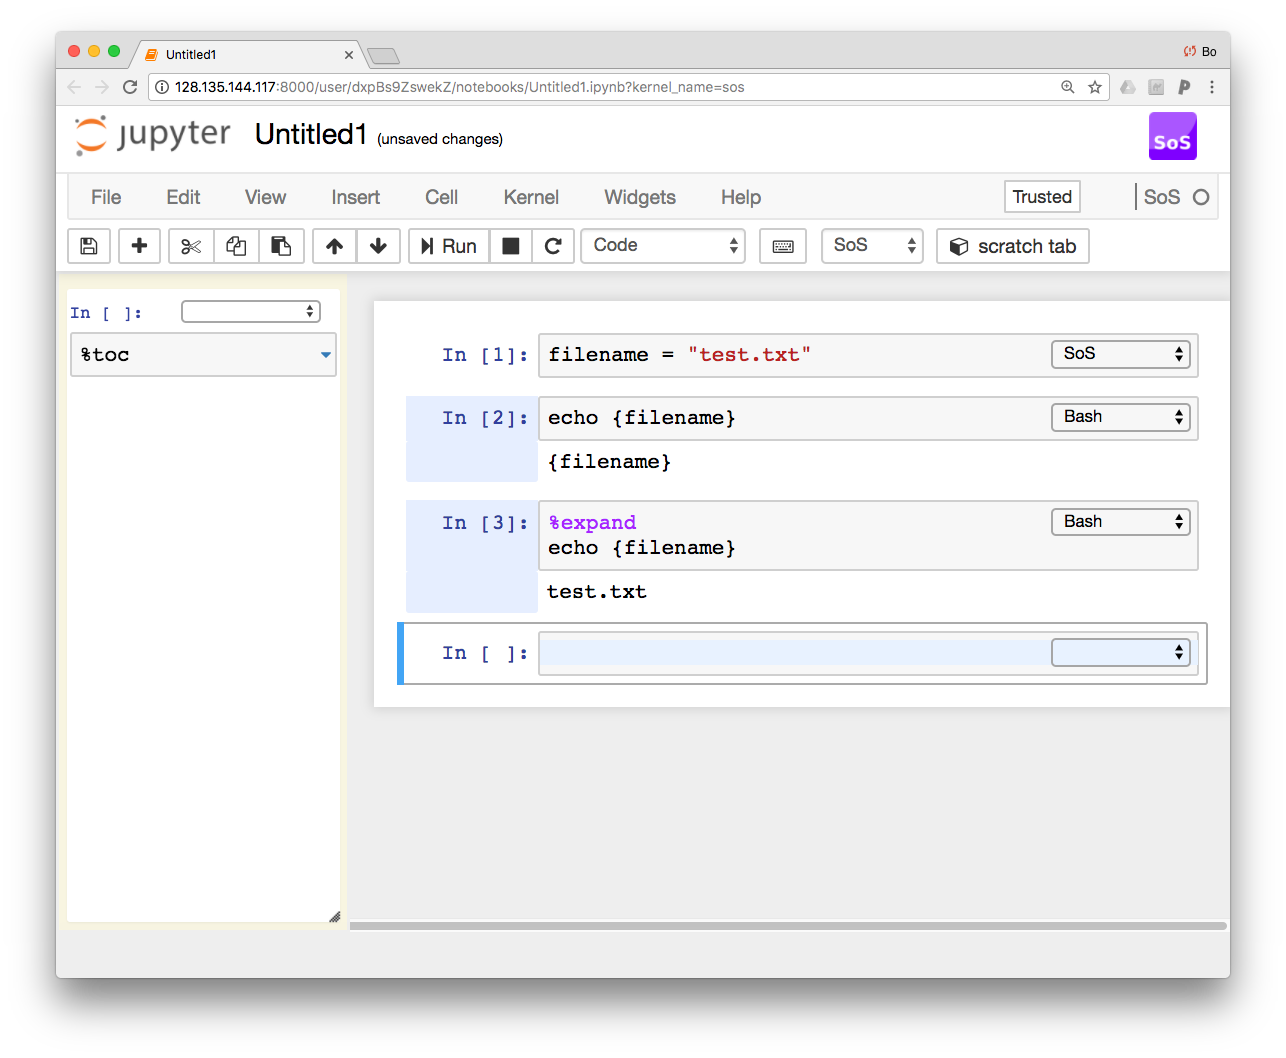 Untitled1
Bo
128.135.144.117:8000/user/dxpBs9ZswekZ/notebooks/Untitled1.ipynb?kernel_name=sos
jupyter Untitled1 (unsaved changes)
SoS
File Edit View Insert Cell Kernel Widgets Help Trusted SoS
Run Code SoS scratch tab
In [ ]:
%toc
In [1]: filename = "test.txt" SoS
In [2]: echo {filename} Bash
{filename}
In [3]: %expand Bash
echo {filename}
test.txt
In [ ]: